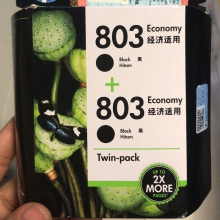 803 Economy
经济适用
Black 黑
Hitam
+
803 Economy
经济适用
Black 黑
Hitam
Twin-pack
UP TO
2X
MORE
PAGES